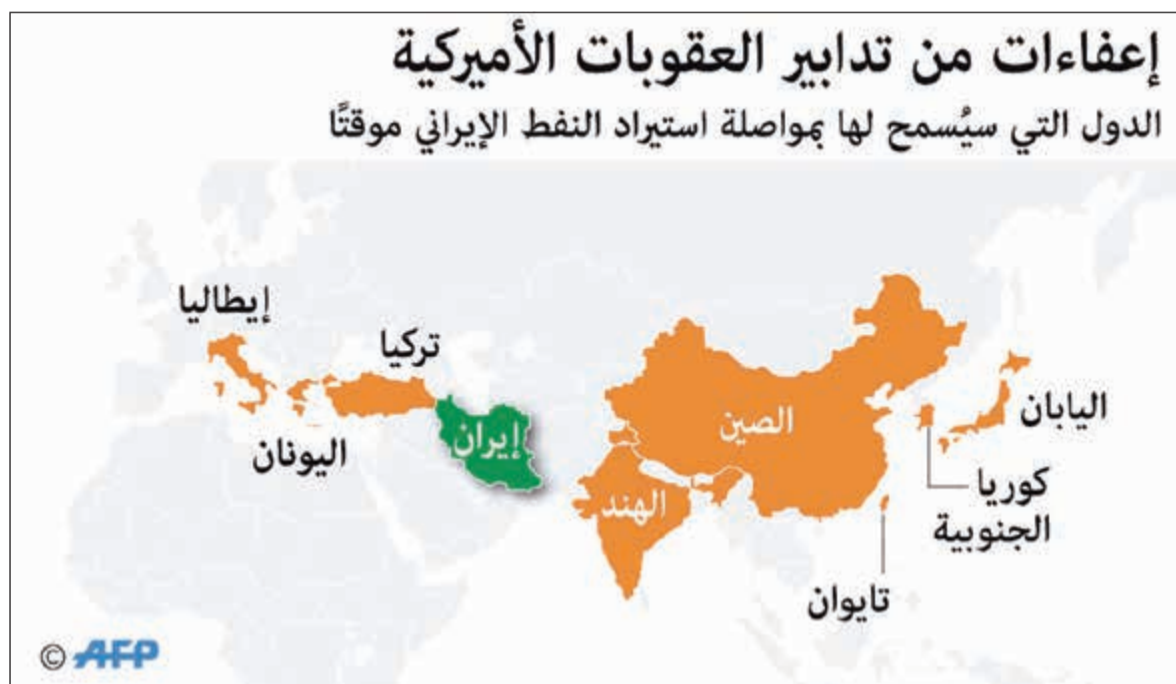 إعفاءات من تدابير العقوبات الأميركية
الدول التي سيُسمح لها بمواصلة استيراد النفط الإيراني موقتًا
إيطاليا
تركيا
اليونان
إيران
الصين
الهند
اليابان
كوريا
الجنوبية
تايوان
© AFP